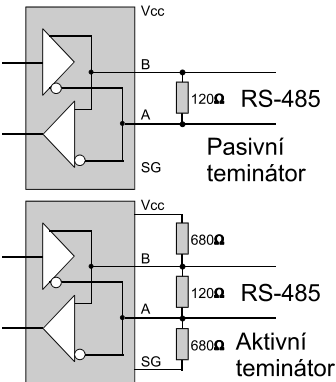 Vcc
B
120Ω RS-485
A
Pasivní
teminátor
SG
Vcc
680Ω
B
120Ω RS-485
A
680Ω Aktivní
teminátor
SG